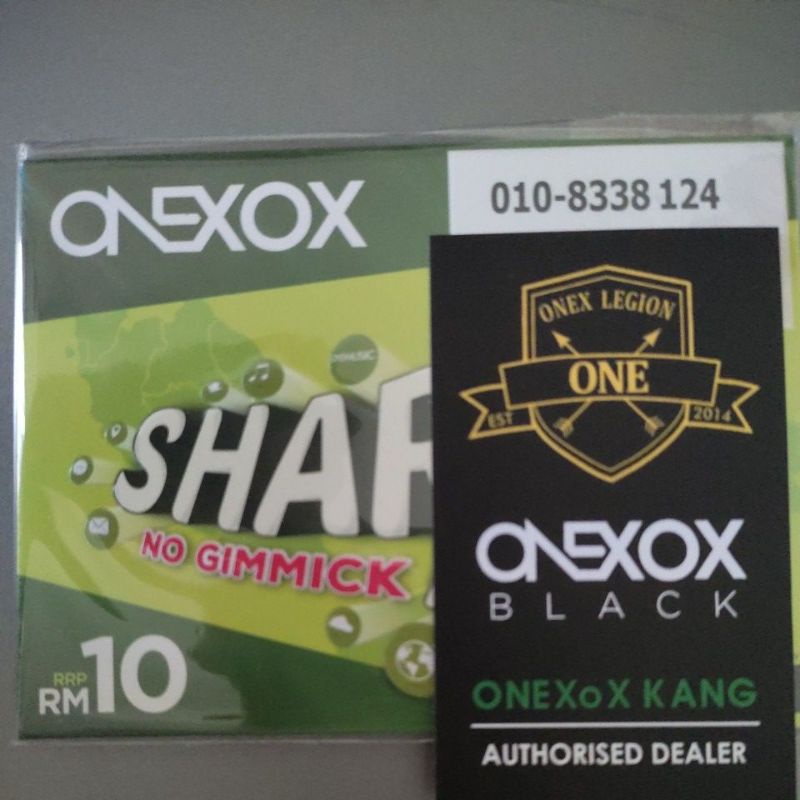 ONEXOX
010-8338 124
ONEX LEGION
ONE
EST 2014
SHAR
NO GIMMICK
ONEXOX
BLACK
RRP
RM10
ONEXoX KANG
AUTHORISED DEALER